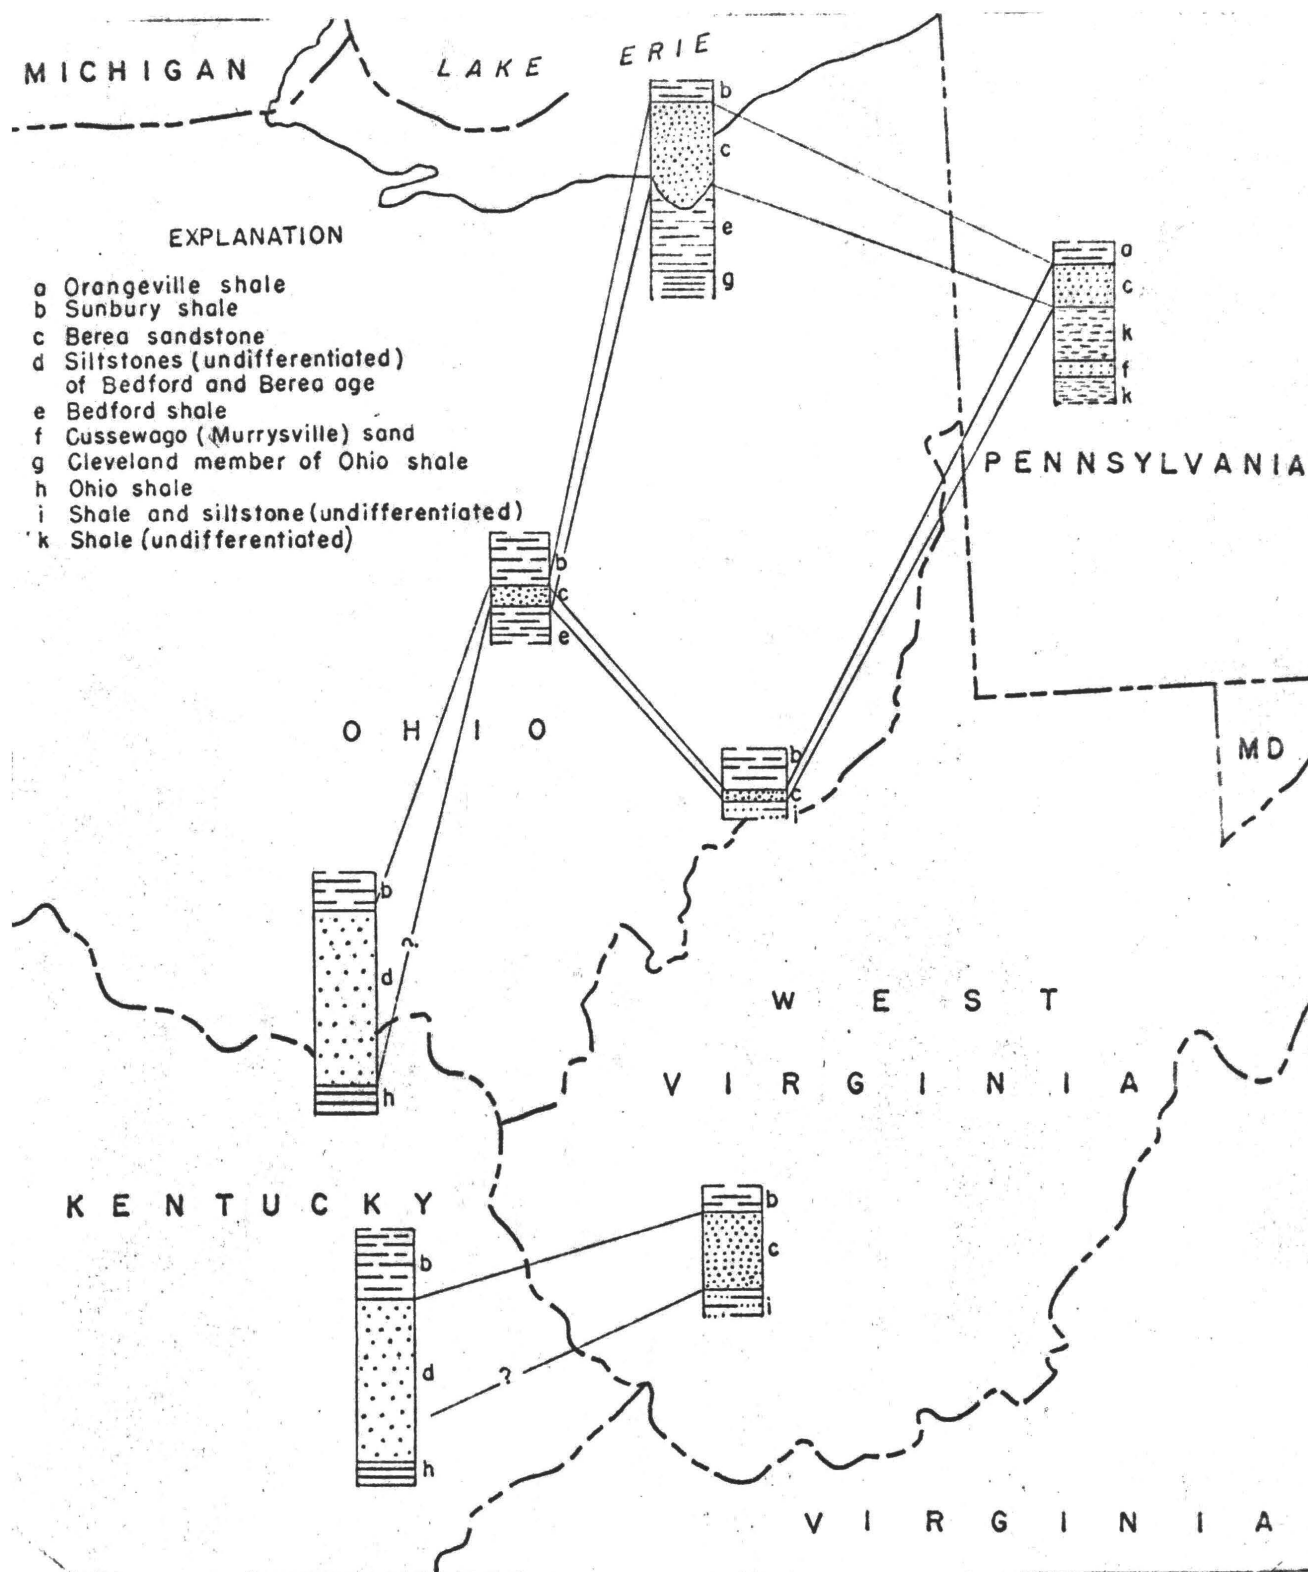 MICHIGAN
LAKE ERIE
b
c
e
g
EXPLANATION
a Orangeville shale
b Sunbury shale
c Berea sandstone
d Siltstones (undifferentiated)
of Bedford and Berea age
e Bedford shale
f Cussewago (Murrysville) sand
g Cleveland member of Ohio shale
h Ohio shale
i Shale and siltstone (undifferentiated)
k Shale (undifferentiated)
a
c
k
f
k
PENNSYLVANIA
b
c
e
OHIO
b
c
i
MD
b
d
?
h
WEST
VIRGINIA
KENTUCKY
b
c
i
b
d
?
h
VIRGINIA